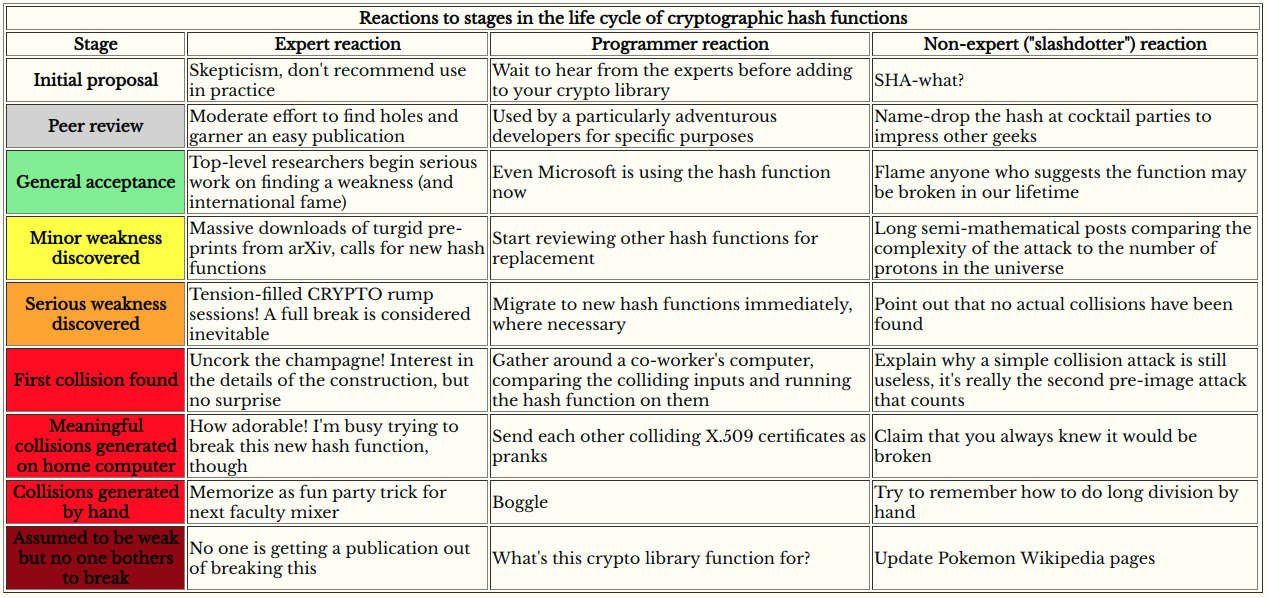 Reactions to stages in the life cycle of cryptographic hash functions
Stage
Expert reaction
Programmer reaction
Non-expert ("slashdotter") reaction
Initial proposal
Skepticism, don't recommend use
in practice
Wait to hear from the experts before adding
to your crypto library
SHA-what?
Peer review
Moderate effort to find holes and
garner an easy publication
Used by a particularly adventurous
developers for specific purposes
Name-drop the hash at cocktail parties to
impress other geeks
General acceptance
Top-level researchers begin serious
work on finding a weakness (and
international fame)
Even Microsoft is using the hash function
now
Flame anyone who suggests the function may
be broken in our lifetime
Minor weakness
discovered
Massive downloads of turgid pre-
prints from arXiv, calls for new hash
functions
Start reviewing other hash functions for
replacement
Long semi-mathematical posts comparing the
complexity of the attack to the number of
protons in the universe
Serious weakness
discovered
Tension-filled CRYPTO rump
sessions! A full break is considered
inevitable
Migrate to new hash functions immediately,
where necessary
Point out that no actual collisions have been
found
First collision found
Uncork the champagne! Interest in
the details of the construction, but
no surprise
Gather around a co-worker's computer,
comparing the colliding inputs and running
the hash function on them
Explain why a simple collision attack is still
useless, it's really the second pre-image attack
that counts
Meaningful
collisions generated
on home computer
How adorable! I'm busy trying to
break this new hash function,
though
Send each other colliding X.509 certificates as
pranks
Claim that you always knew it would be
broken
Collisions generated
by hand
Memorize as fun party trick for
next faculty mixer
Boggle
Try to remember how to do long division by
hand
Assumed to be weak
but no one bothers
to break
No one is getting a publication out
of breaking this
What's this crypto library function for?
Update Pokemon Wikipedia pages